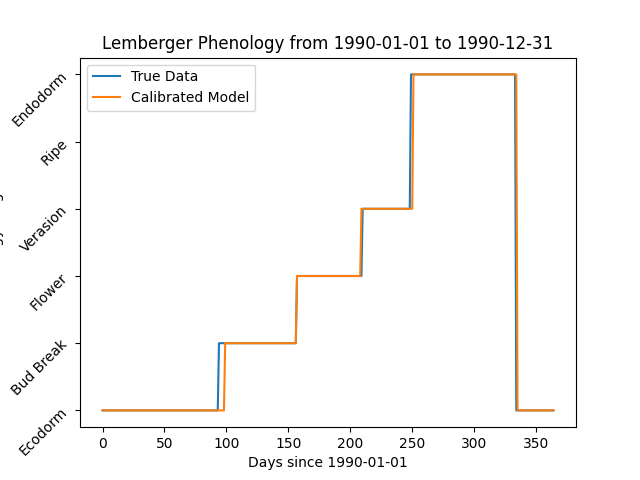 Lemberger Phenology from 1990-01-01 to 1990-12-31
True Data
Calibrated Model
Endodorm
Ripe
Verasion
Flower
Bud Break
Ecodorm
0 50 100 150 200 250 300 350
Days since 1990-01-01